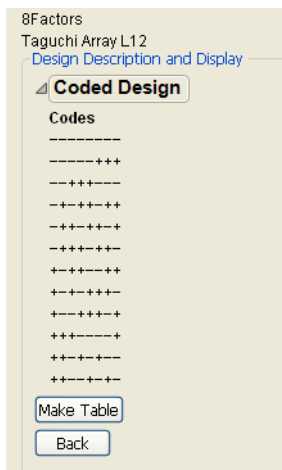 8Factors
Taguchi Array L12
Design Description and Display
Coded Design
Codes
--------
-----+++
--+++---
-+-++-++
-++-++-+
-+++-++-
+-++--++
+-+-+++-
+--+++-+
+++----+
++-+-+--
++--+-+-
Make Table
Back